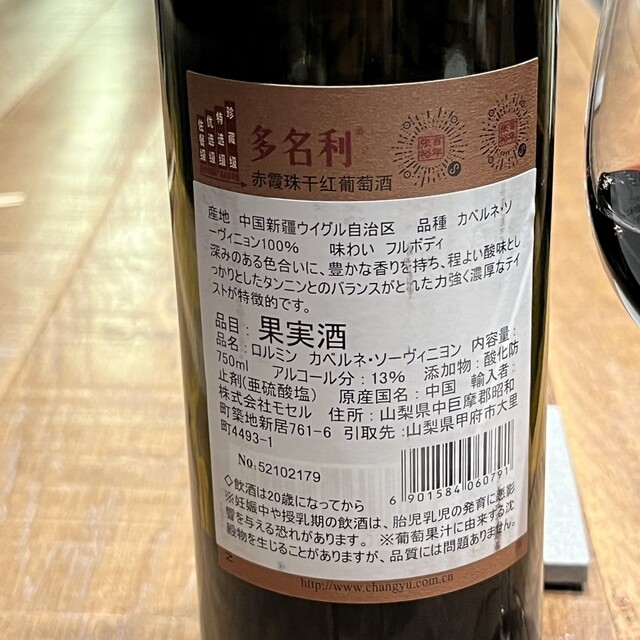 珍藏级
特选级
优选级
佐餐级
多名利®
赤霞珠干红葡萄酒
産地 中国新疆ウイグル自治区 品種 カベルネ・ソ
ーヴィニョン100% 味わい フルボディ
深みのある色合いに、豊かな香りを持ち、程よい酸味とし
っかりとしたタンニンとのバランスがとれた力強く濃厚なテイ
ストが特徴的です。
品目：果実酒
品名：ロルミン カベルネ・ソーヴィニヨン 内容量：
750ml アルコール分：13% 添加物：酸化防
止剤(亜硫酸塩) 原産国名：中国 輸入者：
株式会社モセル 住所：山梨県中巨摩郡昭和
町築地新居761-6 引取先：山梨県甲府市大里
町4493-1
No:52102179
6 901584 060791
◇飲酒は20歳になってから
※妊娠中や授乳期の飲酒は、胎児乳児の発育に悪影
響を与える恐れがあります。 ※葡萄果汁に由来する沈
殿物を生じることがありますが、品質には問題ありません。
http://www.changyu.com.cn